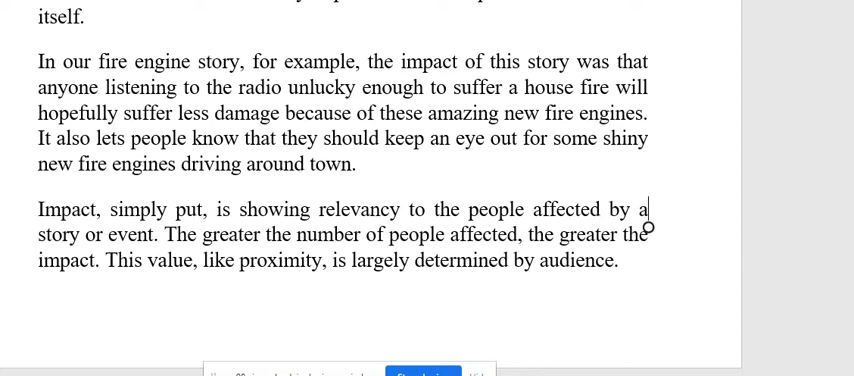 itself.
In our fire engine story, for example, the impact of this story was that
anyone listening to the radio unlucky enough to suffer a house fire will
hopefully suffer less damage because of these amazing new fire engines.
It also lets people know that they should keep an eye out for some shiny
new fire engines driving around town.
Impact, simply put, is showing relevancy to the people affected by a
story or event. The greater the number of people affected, the greater the
impact. This value, like proximity, is largely determined by audience.